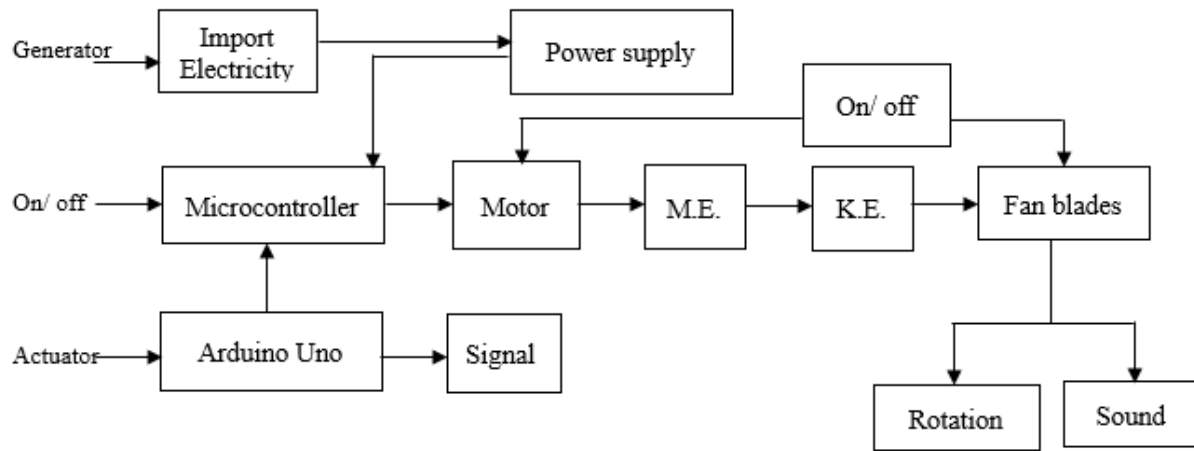 Generator
Import
Electricity
Power supply
On/ off
On/ off
Microcontroller
Motor
M.E.
K.E.
Fan blades
Actuator
Arduino Uno
Signal
Rotation
Sound